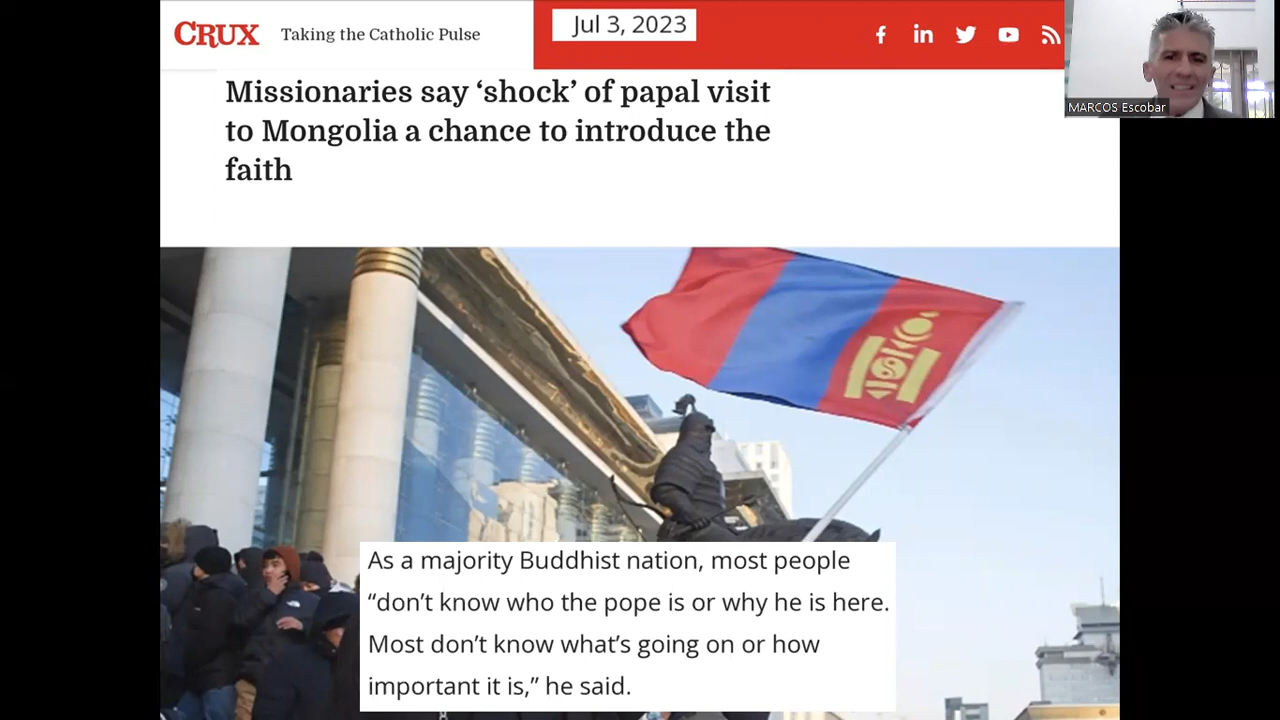 CRUX Taking the Catholic Pulse
Jul 3, 2023
MARCOS Escobar
Missionaries say ‘shock’ of papal visit
to Mongolia a chance to introduce the
faith
As a majority Buddhist nation, most people
“don’t know who the pope is or why he is here.
Most don’t know what’s going on or how
important it is,” he said.